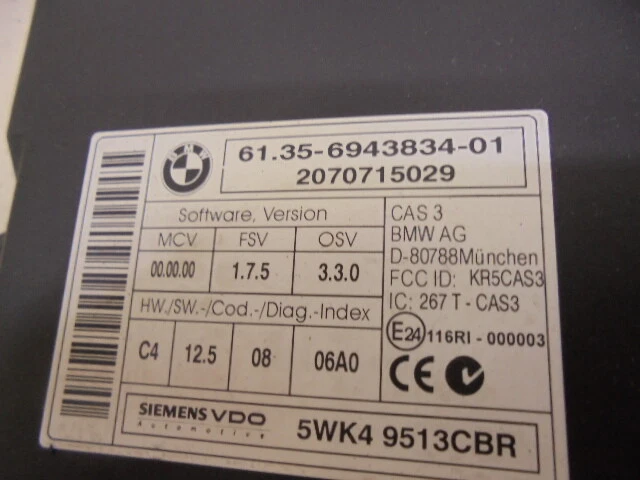 BMW
61.35-6943834-01
2070715029
Software, Version
MCV FSV OSV
00.00.00 1.7.5 3.3.0
HW./SW.-/Cod.-/Diag.-Index
C4 12.5 08 06A0
CAS 3
BMW AG
D-80788München
FCC ID: KR5CAS3
IC: 267 T - CAS3
E24 116RI - 000003
CE
SIEMENS VDO
Automotive
5WK4 9513CBR